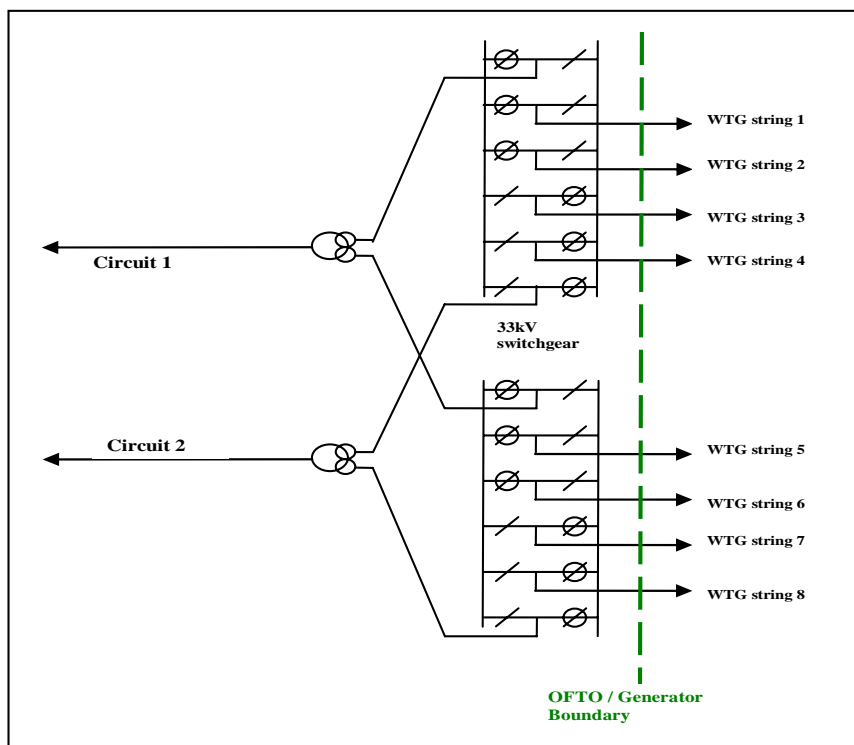 WTG string 1
WTG string 2
WTG string 3
WTG string 4
Circuit 1
33kV
switchgear
Circuit 2
WTG string 5
WTG string 6
WTG string 7
WTG string 8
OFTO / Generator
Boundary